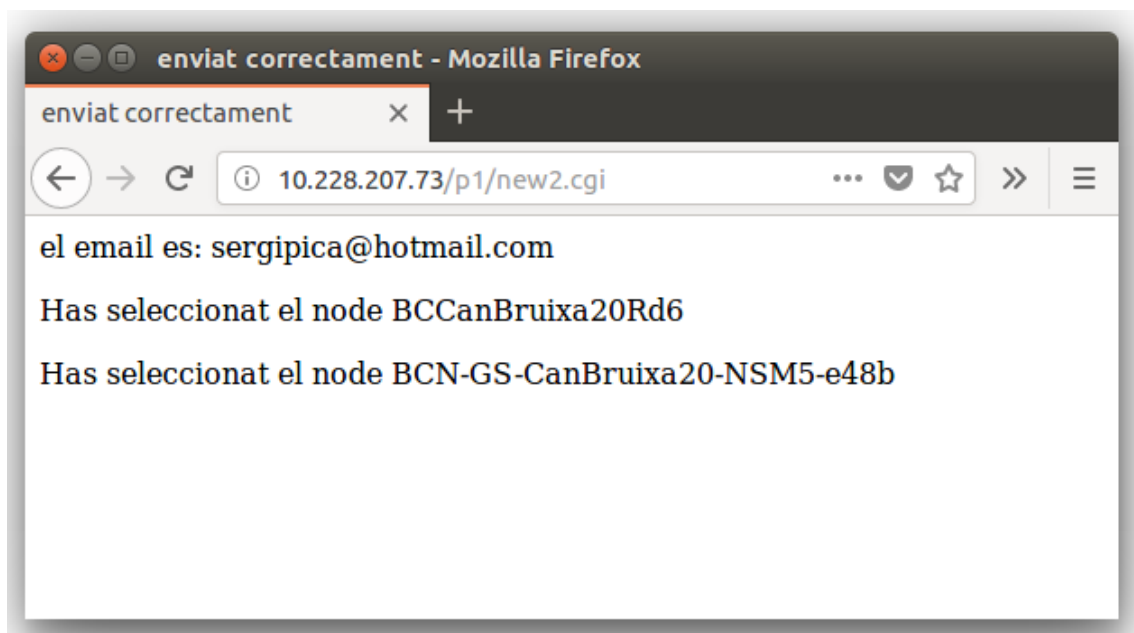 enviat correctament - Mozilla Firefox
enviat correctament
10.228.207.73/p1/new2.cgi
el email es: sergipica@hotmail.com
Has seleccionat el node BCCanBruixa20Rd6
Has seleccionat el node BCN-GS-CanBruixa20-NSM5-e48b